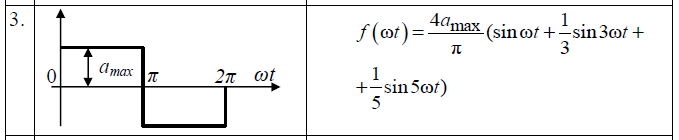 3.
0 a_max π 2π ωt
f(ωt) = 4a_max/π (sin ωt + 1/3 sin 3ωt +
+ 1/5 sin 5ωt)